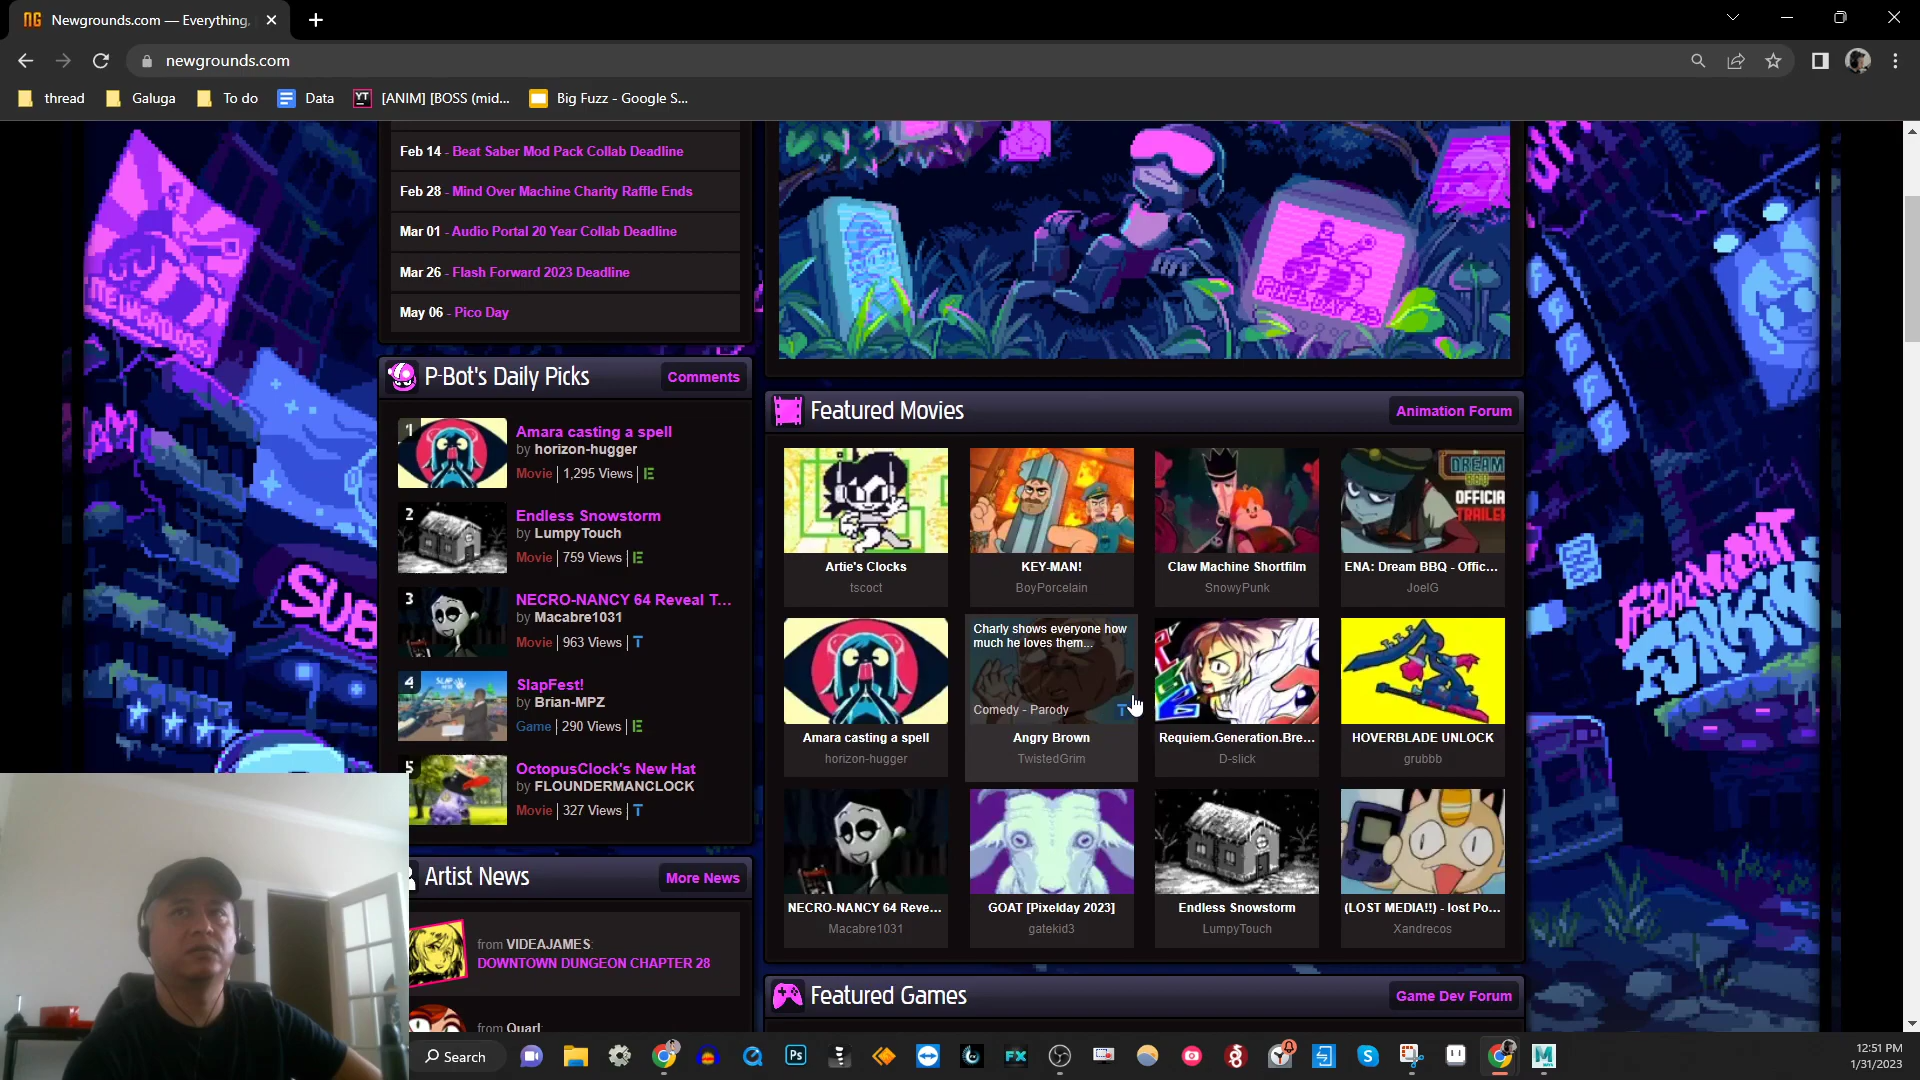 Newgrounds.com — Everything,
newgrounds.com
thread
Galuga
To do
Data
[ANIM] [BOSS (mid...
Big Fuzz - Google S...
Feb 14 - Beat Saber Mod Pack Collab Deadline
Feb 28 - Mind Over Machine Charity Raffle Ends
Mar 01 - Audio Portal 20 Year Collab Deadline
Mar 26 - Flash Forward 2023 Deadline
May 06 - Pico Day
P-Bot's Daily Picks
Comments
1
Amara casting a spell
by horizon-hugger
Movie | 1,295 Views | E
2
Endless Snowstorm
by LumpyTouch
Movie | 759 Views | E
3
NECRO-NANCY 64 Reveal T...
by Macabre1031
Movie | 963 Views | T
4
SlapFest!
by Brian-MPZ
Game | 290 Views | E
5
OctopusClock's New Hat
by FLOUNDERMANCLOCK
Movie | 327 Views | T
Artist News
More News
from VIDEAJAMES:
DOWNTOWN DUNGEON CHAPTER 28
from Quarl:
Featured Movies
Animation Forum
DREAM
BBQ
OFFICIA
TRAILER
Artie's Clocks
tscoct
KEY-MAN!
BoyPorcelain
Claw Machine Shortfilm
SnowyPunk
ENA: Dream BBQ - Offic...
JoelG
Charly shows everyone how
much he loves them...
Comedy - Parody
T
Amara casting a spell
horizon-hugger
Angry Brown
TwistedGrim
Requiem.Generation.Bre...
D-slick
HOVERBLADE UNLOCK
grubbb
NECRO-NANCY 64 Reve...
Macabre1031
GOAT [Pixelday 2023]
gatekid3
Endless Snowstorm
LumpyTouch
(LOST MEDIA!!) - lost Po...
Xandrecos
Featured Games
Game Dev Forum
SUB
Search
12:51 PM
1/31/2023